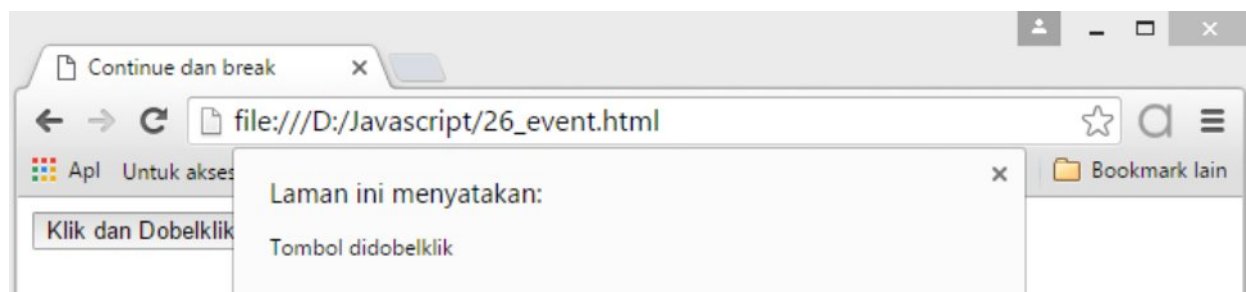 Continue dan break
file:///D:/Javascript/26_event.html
Apl Untuk akses Bookmark lain
Laman ini menyatakan:
Klik dan Dobelklik
Tombol didobelklik